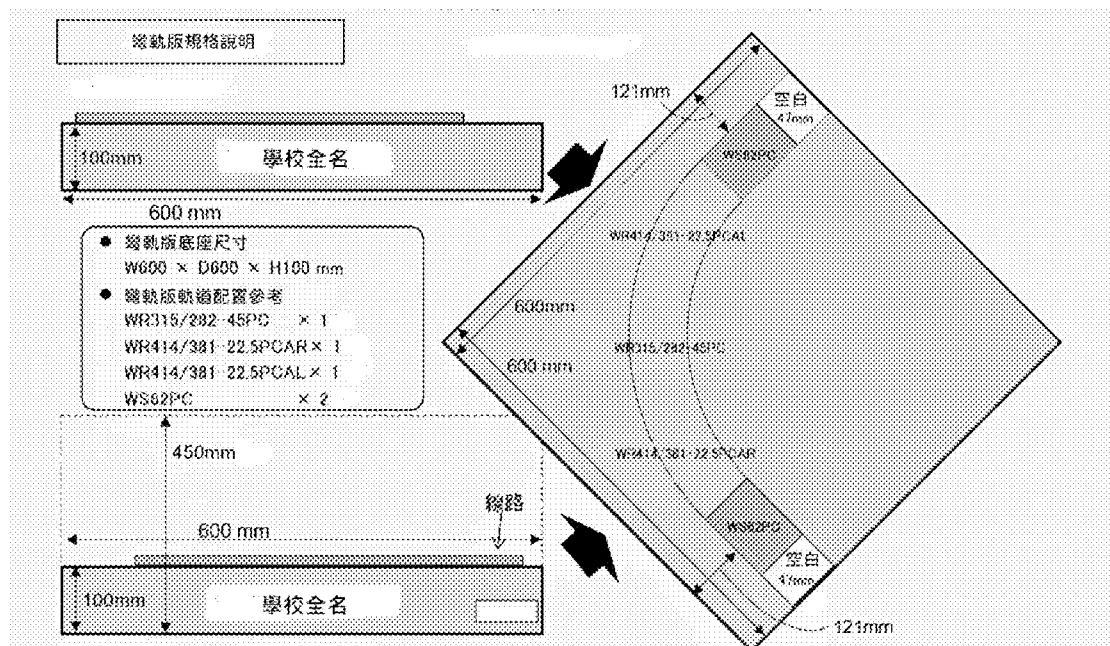 彎軌版規格說明
100mm
學校全名
600 mm
● 彎軌版底座尺寸
W600 × D600 × H100 mm
● 彎軌版軌道配置參考
WR315/282-45PC × 1
WR414/381-22.5PCAR× 1
WR414/381-22.5PCAL× 1
WS62PC × 2
450mm
600 mm
線路
100mm
學校全名
121mm
空白
47mm
WS62PC
WR414/381-22.5PCAL
600mm
WR315/282-45PC
600 mm
WR414/381-22.5PCAR
WS62PC
空白
47mm
121mm